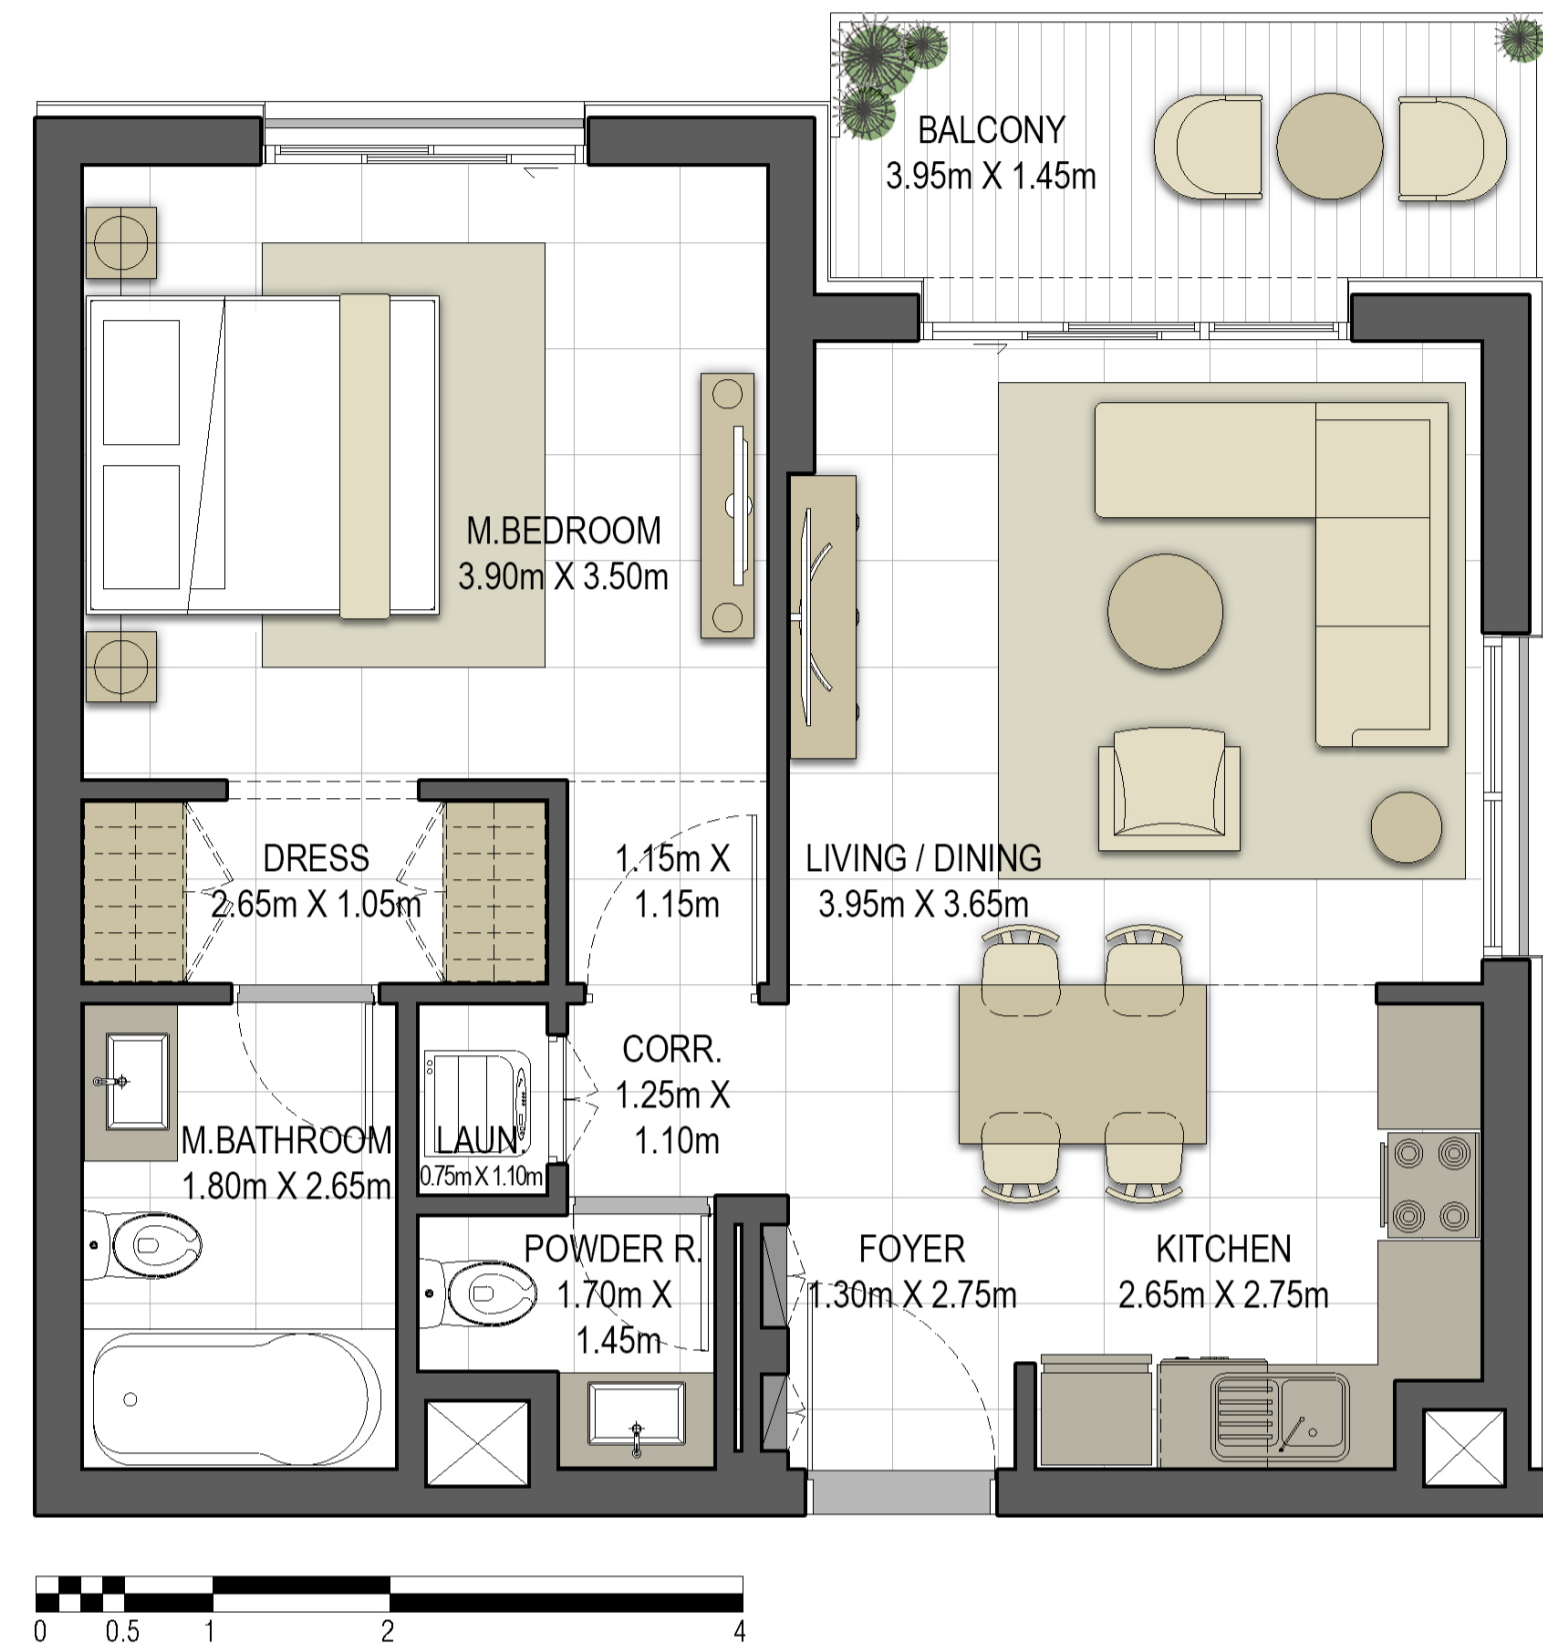 BALCONY
3.95m X 1.45m
M.BEDROOM
3.90m X 3.50m
DRESS
2.65m X 1.05m
1.15m X
1.15m
LIVING / DINING
3.95m X 3.65m
CORR.
1.25m X
1.10m
M.BATHROOM
1.80m X 2.65m
LAUN.
0.75m X 1.10m
POWDER R.
1.70m X
1.45m
FOYER
1.30m X 2.75m
KITCHEN
2.65m X 2.75m
0 0.5 1 2 4